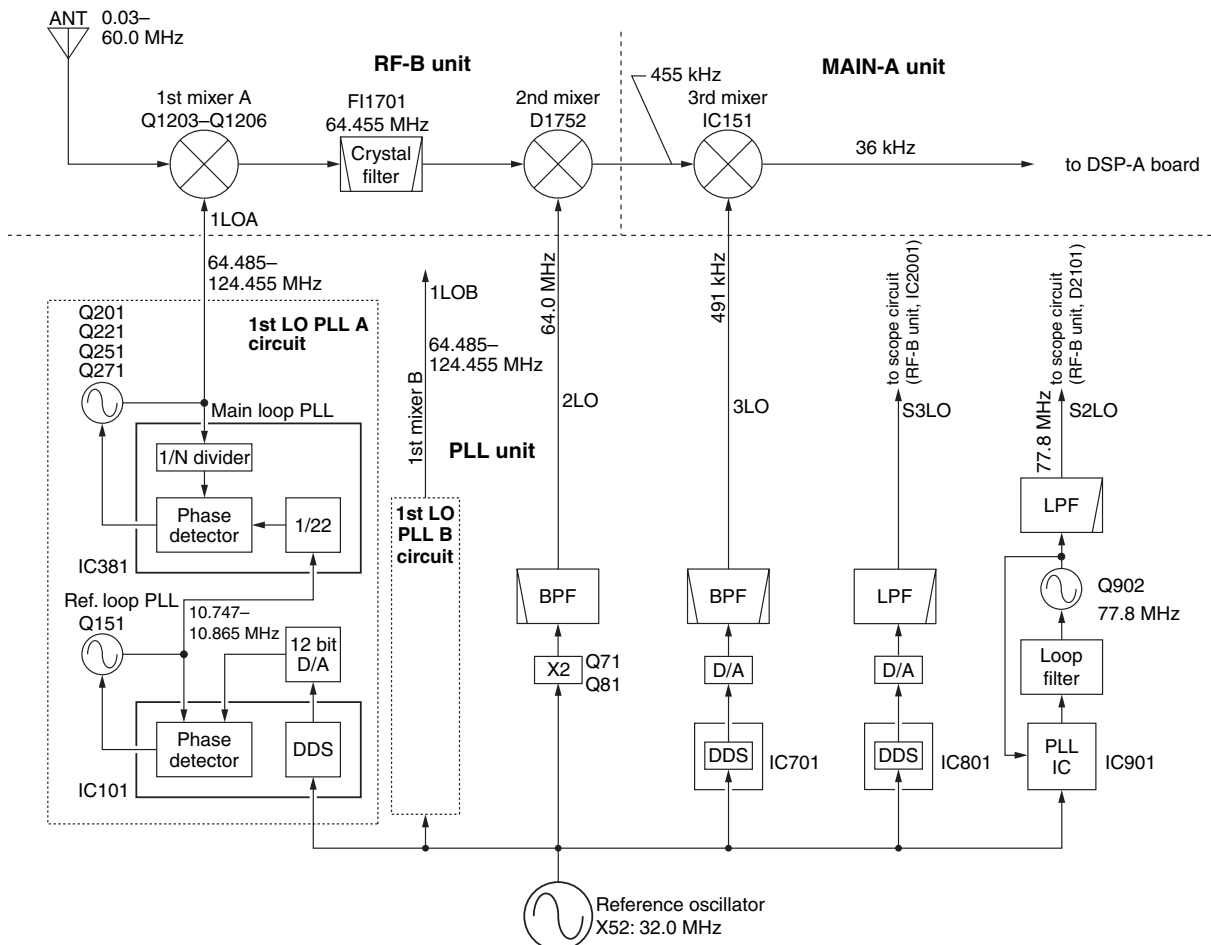 ANT 0.03–
60.0 MHz
RF-B unit
MAIN-A unit
455 kHz
1st mixer A
Q1203–Q1206
FI1701
64.455 MHz
Crystal
filter
2nd mixer
D1752
3rd mixer
IC151
36 kHz
to DSP-A board
1LOA
64.485–
124.455 MHz
Q201
Q221
Q251
Q271
1st LO PLL A
circuit
Main loop PLL
1/N divider
Phase
detector
1/22
IC381
Ref. loop PLL
Q151
10.747–
10.865 MHz
12 bit
D/A
Phase
detector
DDS
IC101
1LOB
64.485–
124.455 MHz
1st mixer B
PLL unit
1st LO
PLL B
circuit
64.0 MHz
2LO
BPF
X2
Q71
Q81
491 kHz
3LO
BPF
D/A
DDS
IC701
to scope circuit
(RF-B unit, IC2001)
S3LO
LPF
D/A
DDS
IC801
to scope circuit
(RF-B unit, D2101)
77.8 MHz
S2LO
LPF
Q902
77.8 MHz
Loop
filter
PLL
IC
IC901
Reference oscillator
X52: 32.0 MHz